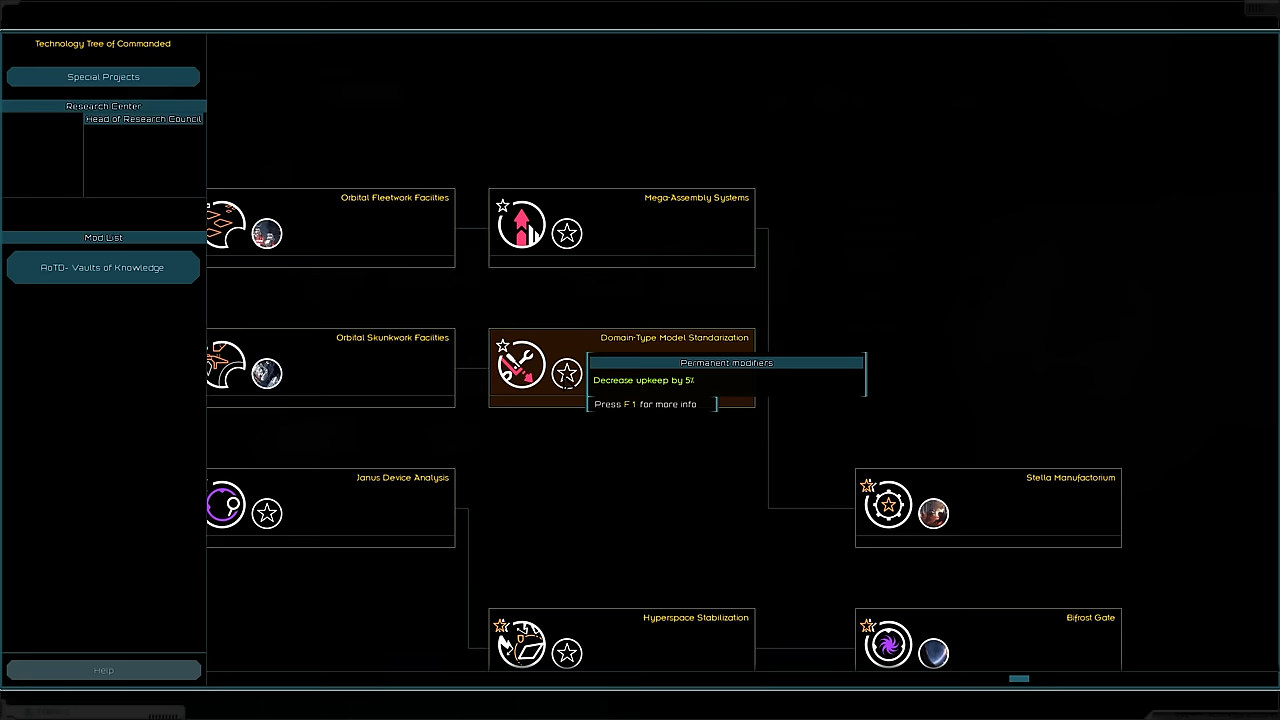 Technology Tree of Commanded
Special Projects
Research Center
Head of Research Council
Mod List
AoTD- Vaults of Knowledge
Help
Orbital Fleetwork Facilties
Mega-Assembly Systems
Orbital Skunkwork Facilties
Domain-Type Model Standarization
Permanent modifiers
Decrease upkeep by 5%
Press F1 for more info
Janus Device Analysis
Stella Manufactorium
Hyperspace Stabilization
Bifrost Gate